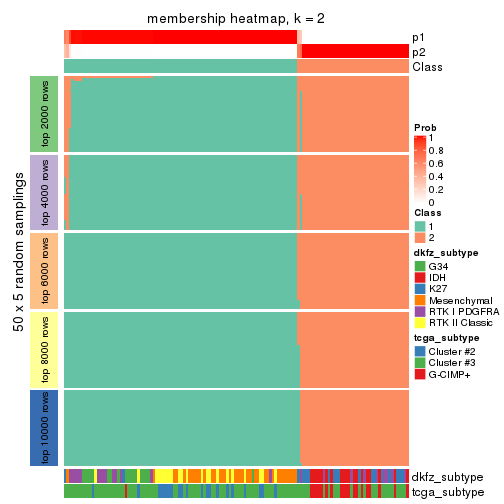 membership heatmap, k = 2
p1
p2
Class
50 x 5 random samplings
top 2000 rows
top 4000 rows
top 6000 rows
top 8000 rows
top 10000 rows
Prob
1
0.8
0.6
0.4
0.2
0
Class
1
2
dkfz_subtype
G34
IDH
K27
Mesenchymal
RTK I PDGFRA
RTK II Classic
tcga_subtype
Cluster #2
Cluster #3
G-CIMP+
dkfz_subtype
tcga_subtype